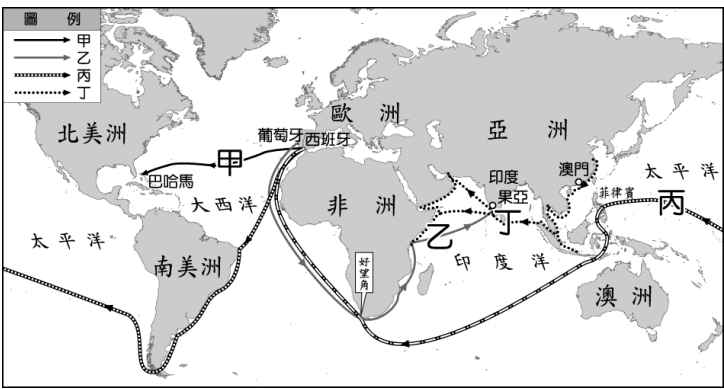 圖 例
甲
乙
丙
丁
北美洲
歐 洲
亞 洲
葡萄牙
西班牙
甲
巴哈馬
大西洋
非 洲
印度
果亞
澳門
太平洋
菲律賓
丙
丁
乙
太平洋
南美洲
好望角
印度洋
澳洲